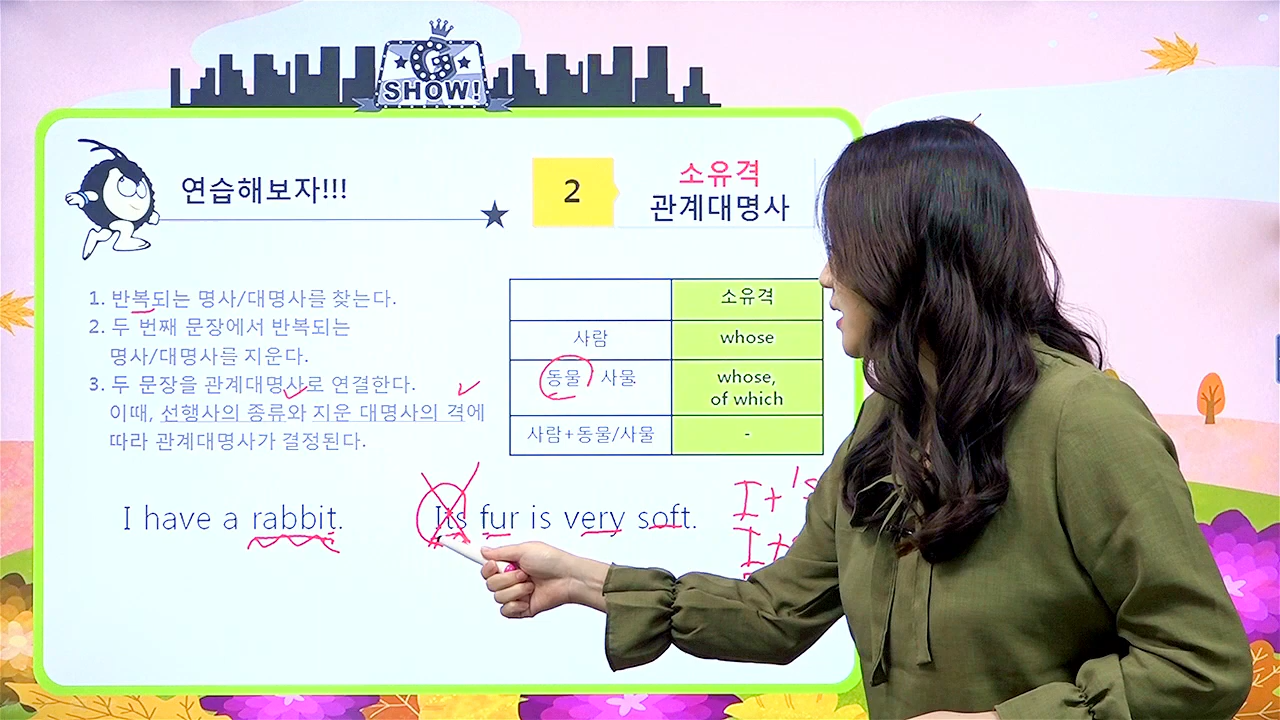 G
SHOW!
연습해보자!!!
2
소유격
관계대명사
1. 반복되는 명사/대명사를 찾는다.
2. 두 번째 문장에서 반복되는
명사/대명사를 지운다.
3. 두 문장을 관계대명사로 연결한다.
이때, 선행사의 종류와 지운 대명사의 격에
따라 관계대명사가 결정된다.
소유격
사람 whose
동물 사물 whose,
of which
사람+동물/사물 -
I have a rabbit. Its fur is very soft.
It's